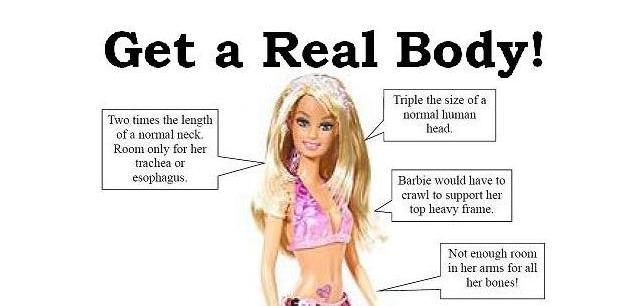 Get a Real Body!
Two times the length
of a normal neck.
Room only for her
trachea or
esophagus.
Triple the size of a
normal human
head.
Barbie would have to
crawl to support her
top heavy frame.
Not enough room
in her arms for all
her bones!